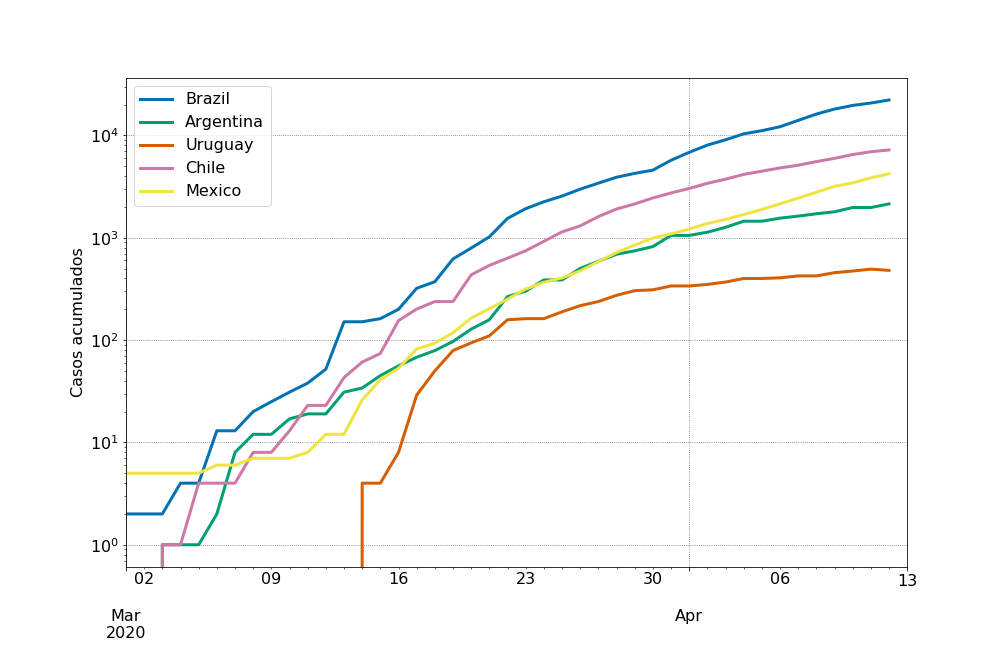 Brazil
Argentina
Uruguay
Chile
Mexico
Casos acumulados
10⁴
10³
10²
10¹
10⁰
02 09 16 23 30 06 13
Mar Apr
2020